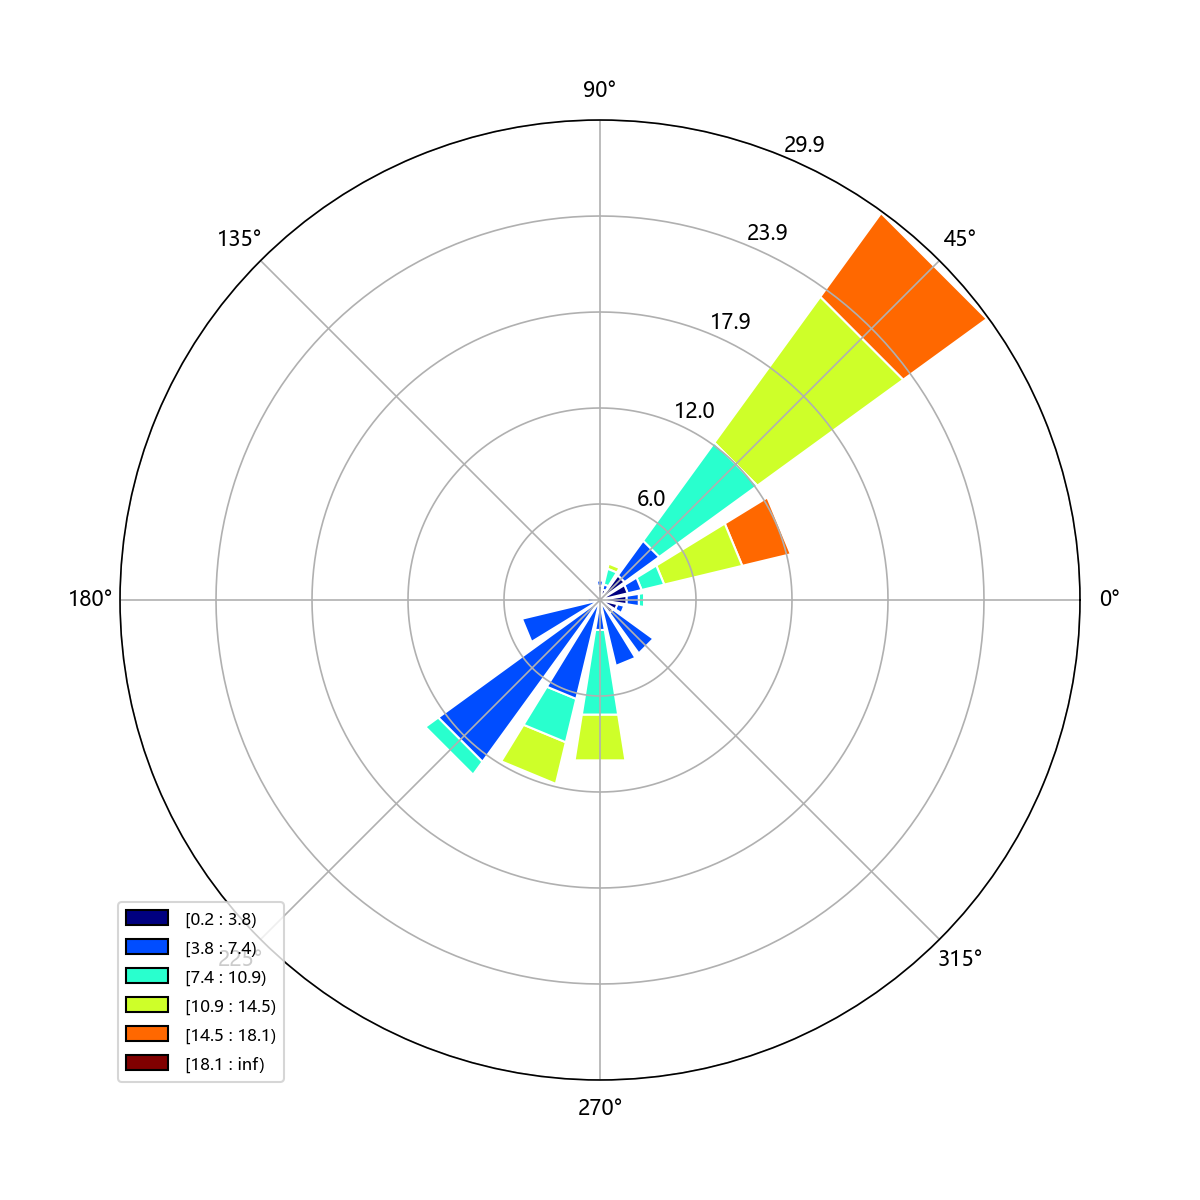 90°
29.9
135°
23.9
45°
17.9
12.0
6.0
180°
0°
[0.2 : 3.8)
[3.8 : 7.4)
225°
315°
[7.4 : 10.9)
[10.9 : 14.5)
[14.5 : 18.1)
[18.1 : inf)
270°